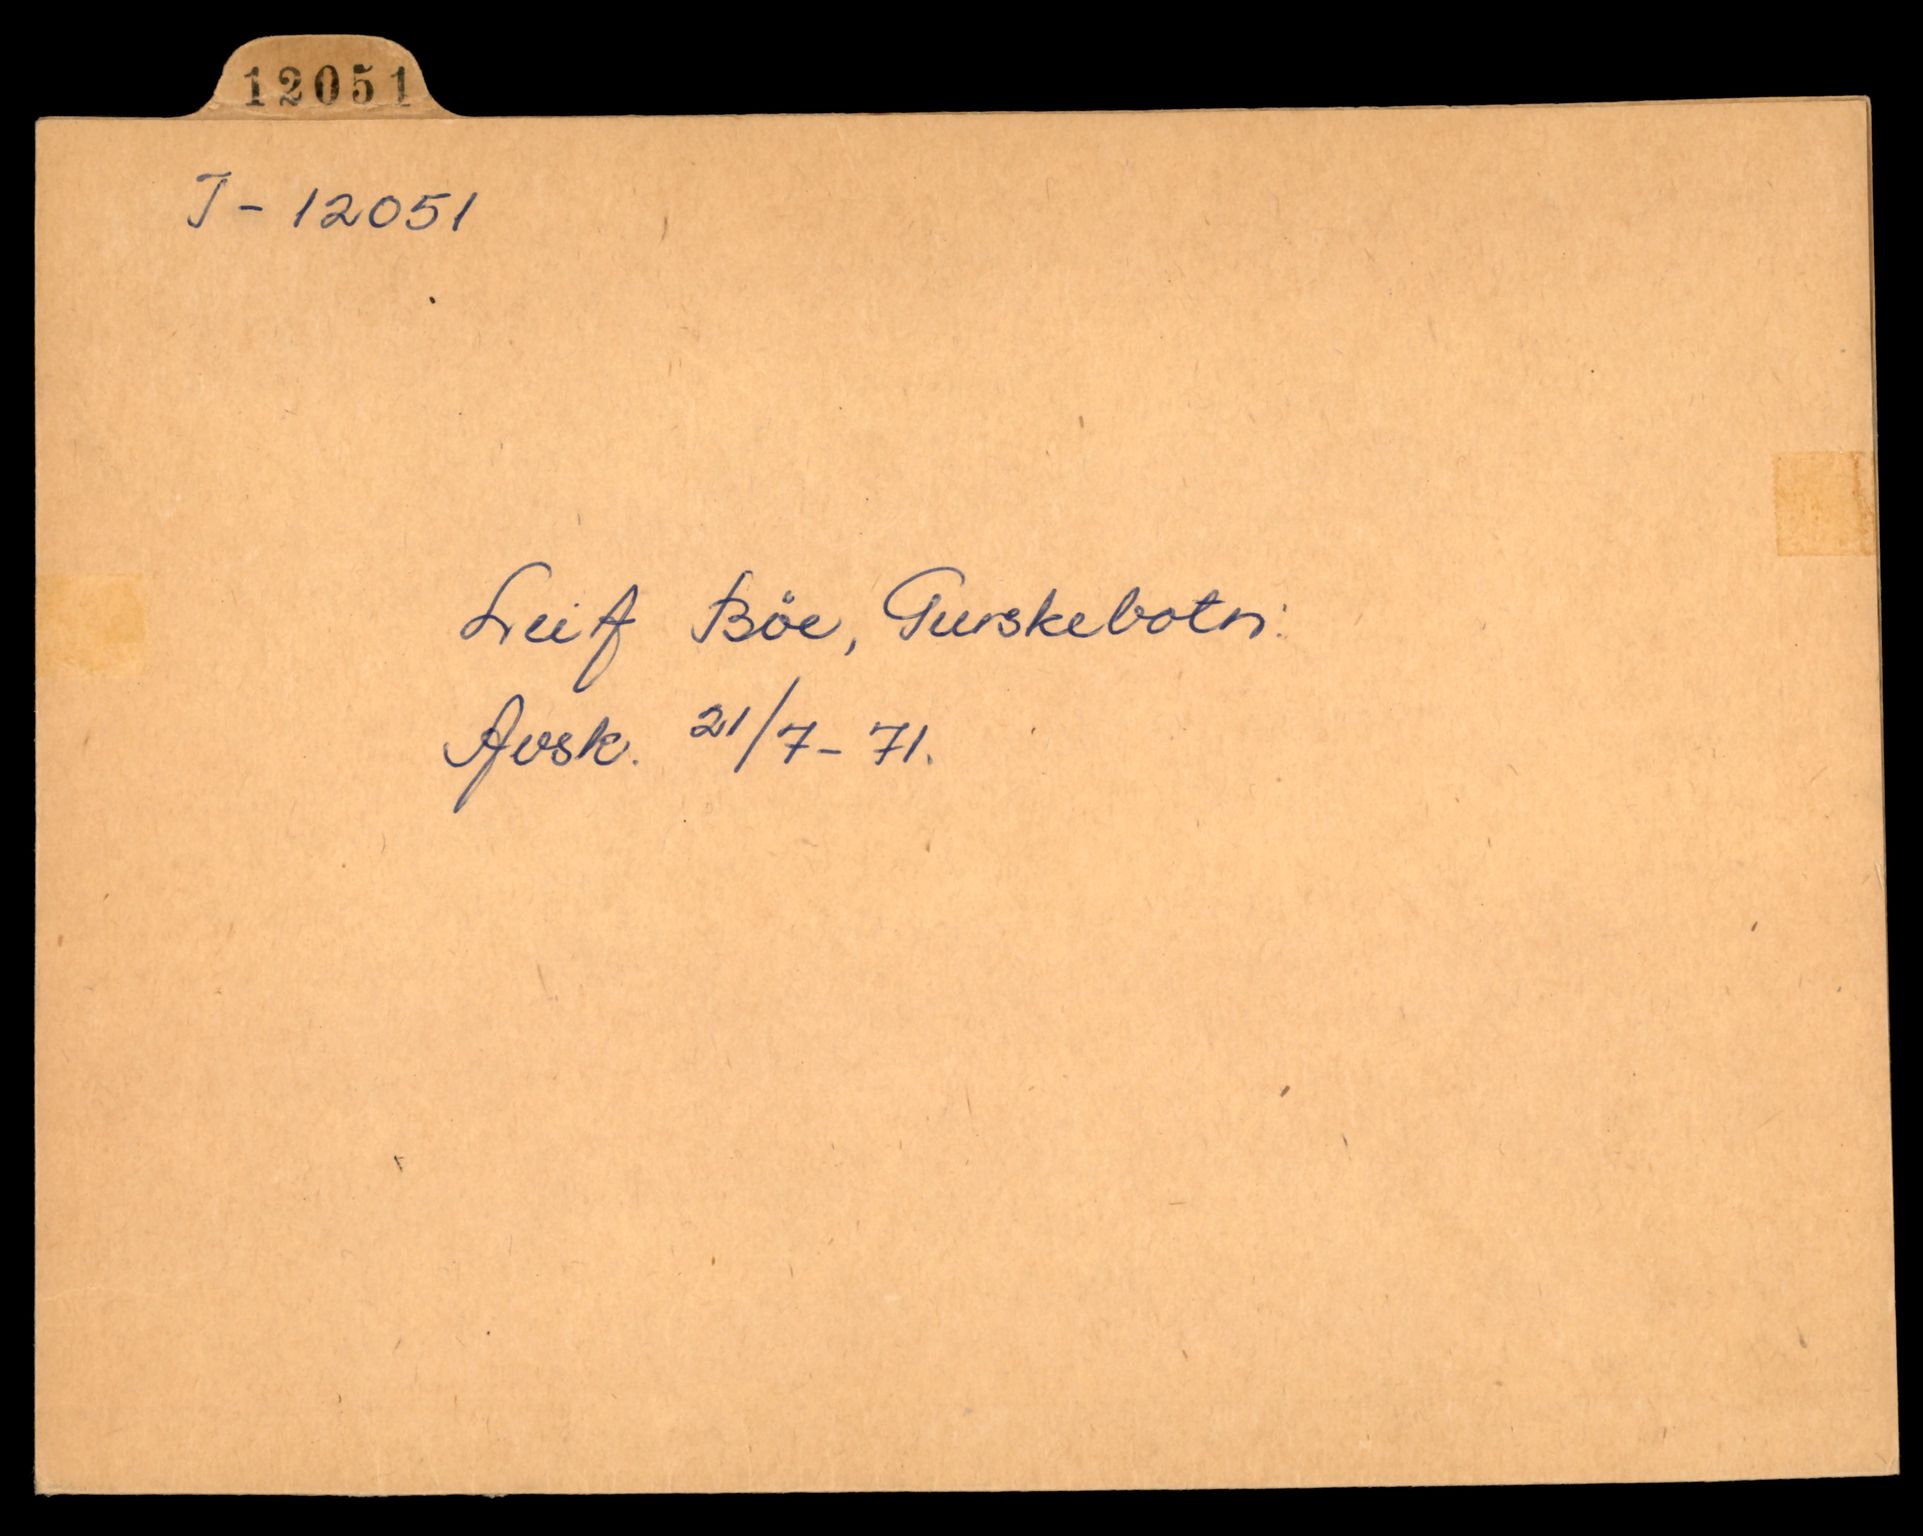 12051
T - 12051
Leif Böe, Gurskebotn.
Avsk. 21/7 - 71.